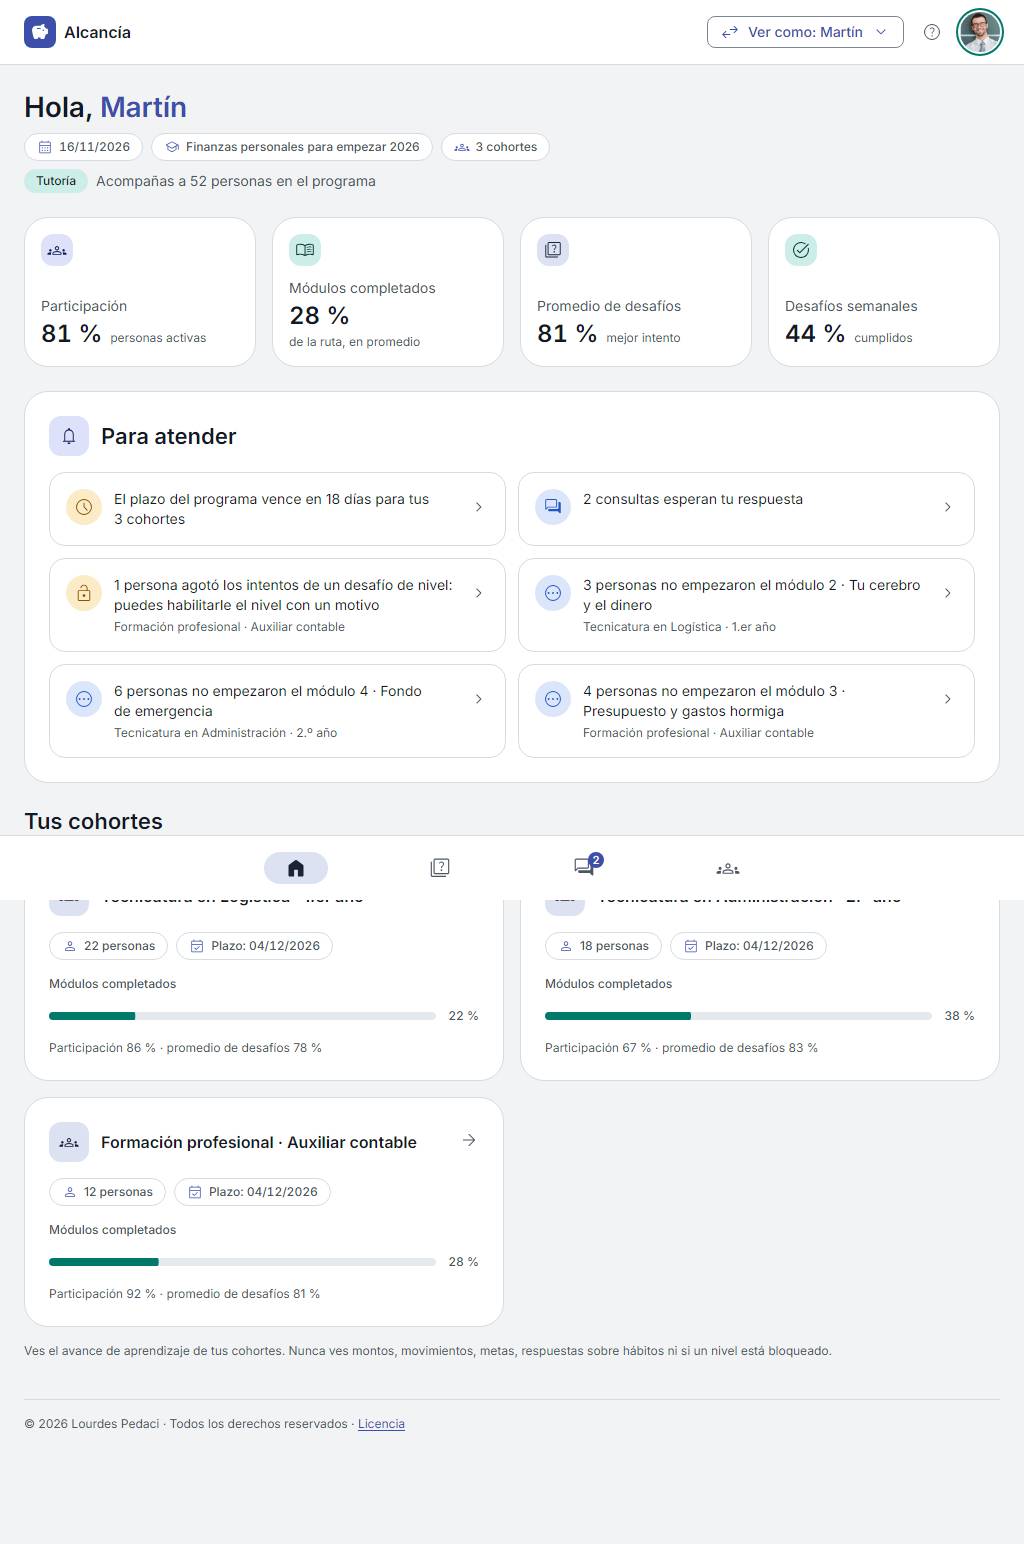 Alcancía
Ver como: Martín
Hola, Martín
16/11/2026
Finanzas personales para empezar 2026
3 cohortes
Tutoría
Acompañas a 52 personas en el programa
Participación
81 % personas activas
Módulos completados
28 %
de la ruta, en promedio
Promedio de desafíos
81 % mejor intento
Desafíos semanales
44 % cumplidos
Para atender
El plazo del programa vence en 18 días para tus
3 cohortes
2 consultas esperan tu respuesta
1 persona agotó los intentos de un desafío de nivel:
puedes habilitarle el nivel con un motivo
Formación profesional · Auxiliar contable
3 personas no empezaron el módulo 2 · Tu cerebro
y el dinero
Tecnicatura en Logística · 1.er año
6 personas no empezaron el módulo 4 · Fondo
de emergencia
Tecnicatura en Administración · 2.º año
4 personas no empezaron el módulo 3 ·
Presupuesto y gastos hormiga
Formación profesional · Auxiliar contable
Tus cohortes
2
22 personas
Plazo: 04/12/2026
Módulos completados
22 %
Participación 86 % · promedio de desafíos 78 %
18 personas
Plazo: 04/12/2026
Módulos completados
38 %
Participación 67 % · promedio de desafíos 83 %
Formación profesional · Auxiliar contable
12 personas
Plazo: 04/12/2026
Módulos completados
28 %
Participación 92 % · promedio de desafíos 81 %
Ves el avance de aprendizaje de tus cohortes. Nunca ves montos, movimientos, metas, respuestas sobre hábitos ni si un nivel está bloqueado.
© 2026 Lourdes Pedaci · Todos los derechos reservados · Licencia